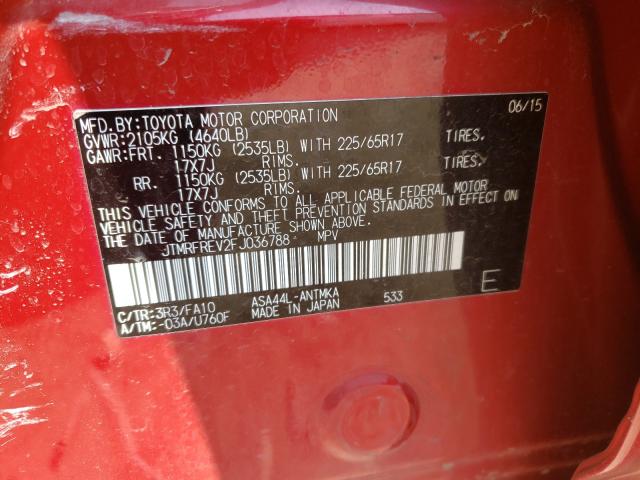 MFD.BY:TOYOTA MOTOR CORPORATION 06/15
GVWR:2105KG (4640LB)
GAWR:FRT. 1150KG (2535LB) WITH 225/65R17 TIRES.
17X7J RIMS.
RR. 1150KG (2535LB) WITH 225/65R17 TIRES.
17X7J RIMS.
THIS VEHICLE CONFORMS TO ALL APPLICABLE FEDERAL MOTOR
VEHICLE SAFETY AND THEFT PREVENTION STANDARDS IN EFFECT ON
THE DATE OF MANUFACTURE SHOWN ABOVE.
JTMRFREV2FJ036788 MPV
C/TR:3R3/FA10 ASA44L-ANTMKA 533 E
A/TM:-03A/U760F MADE IN JAPAN